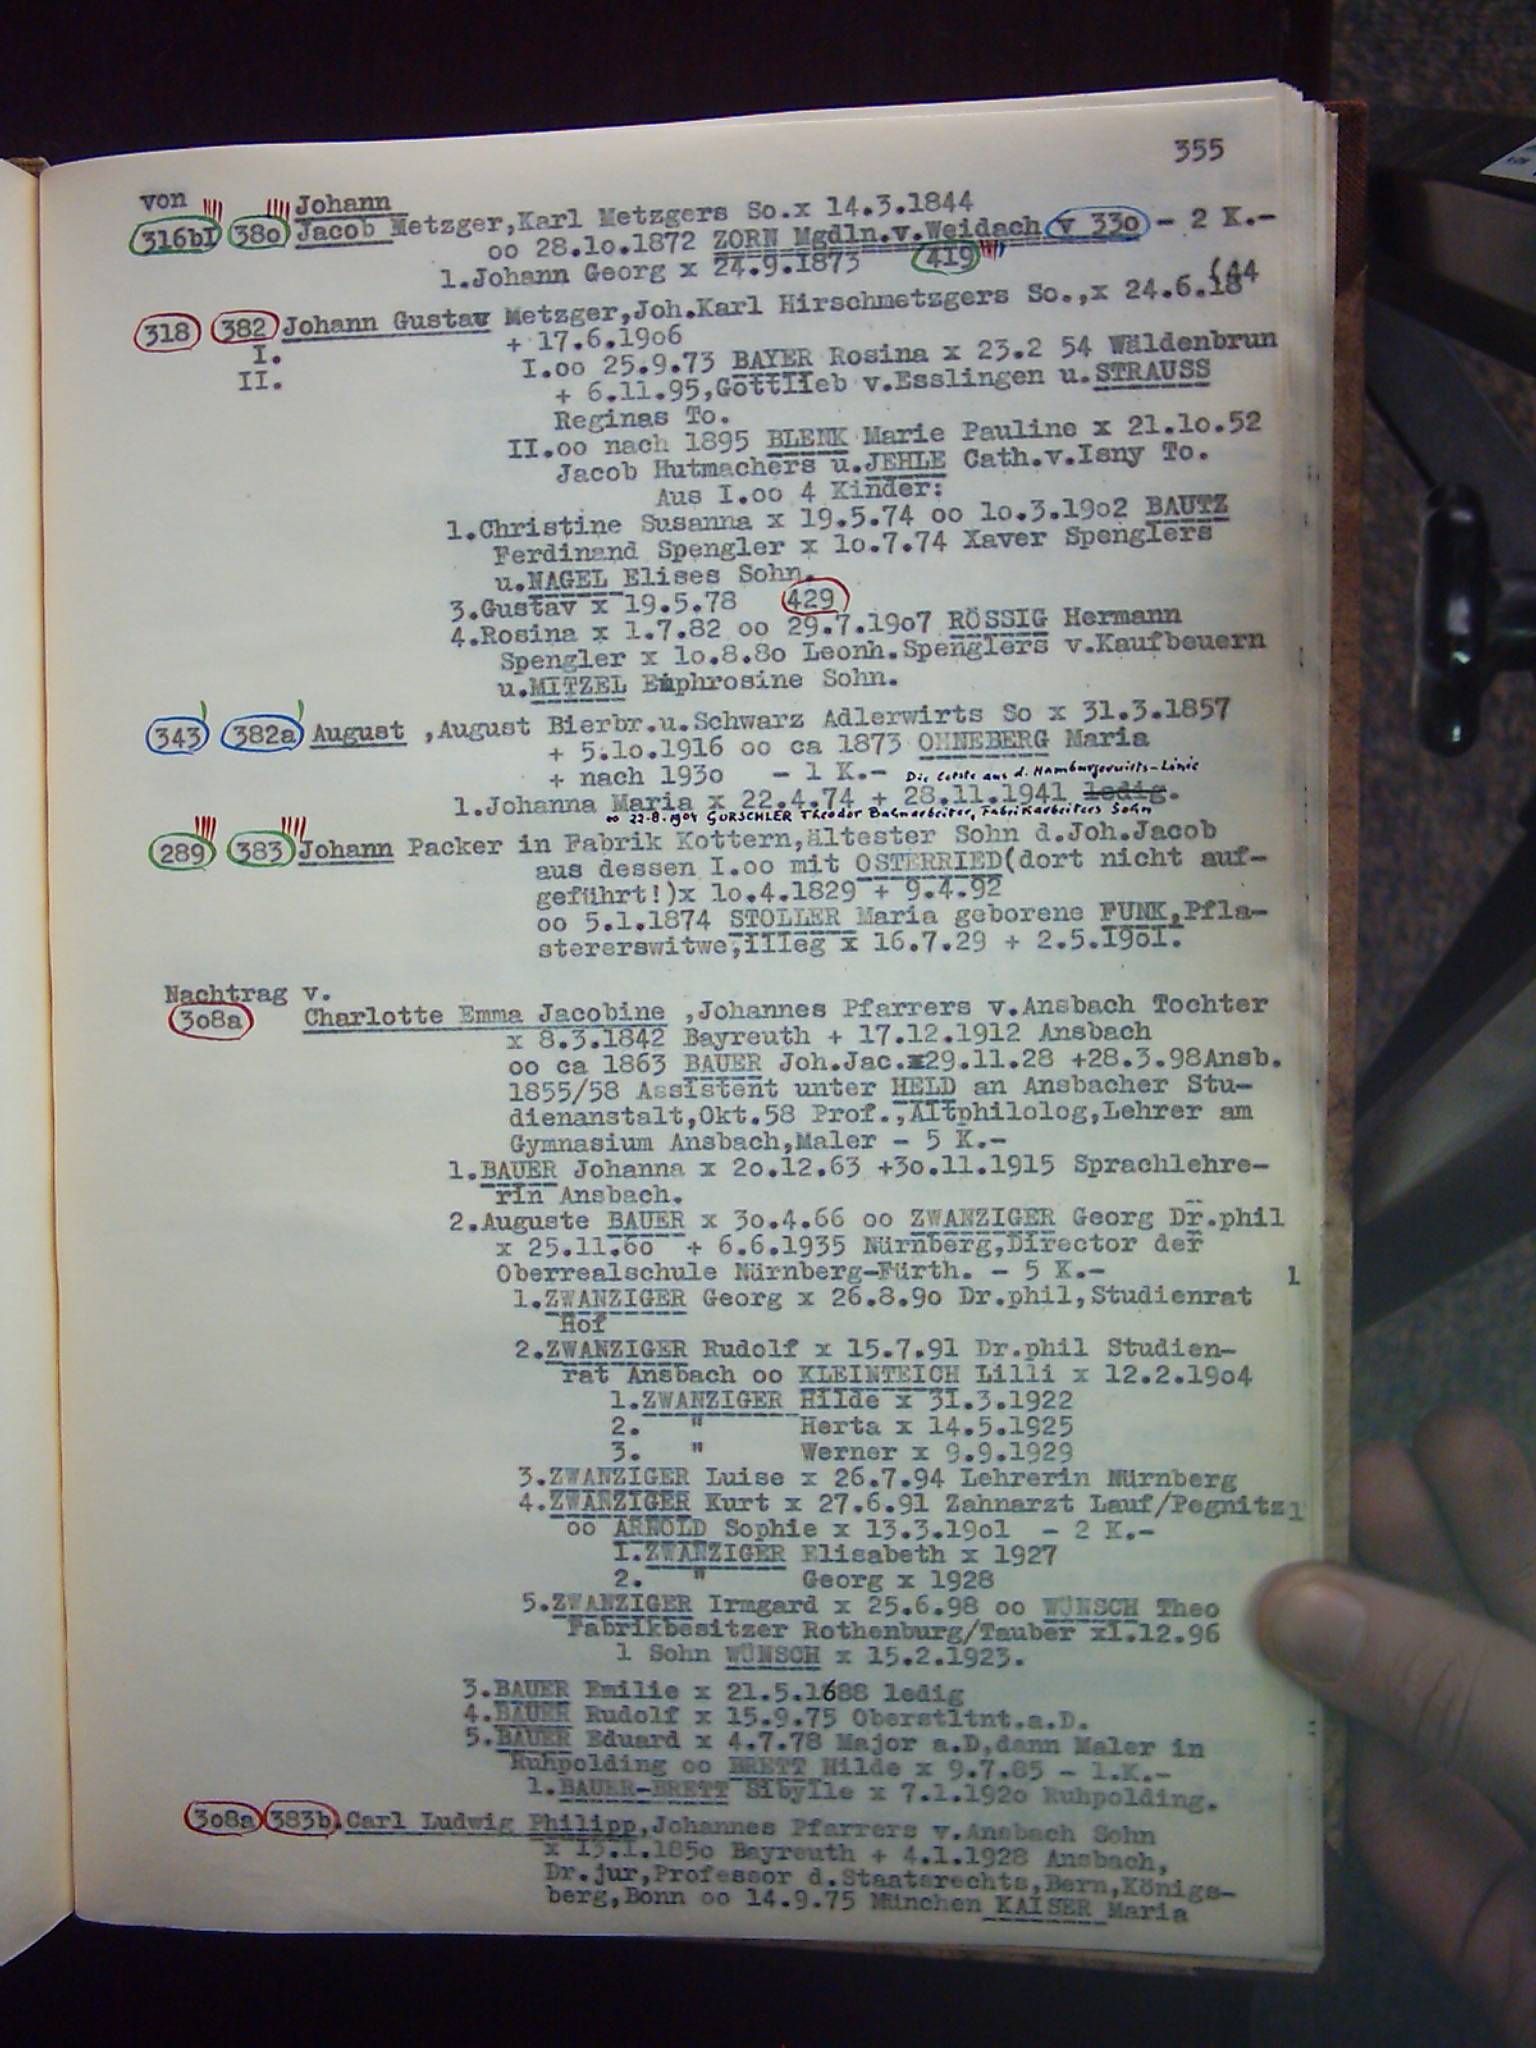 355
von Johann
316bI 38o Jacob Metzger,Karl Metzgers So.x 14.3.1844
oo 28.1o.1872 ZORN Mgdln.v.Weidach v 33o - 2 K.-
1.Johann Georg x 24.9.1873 419
318 382 Johann Gustav Metzger,Joh.Karl Hirschmetzgers So.,x 24.6.18(44
I. + 17.6.19o6
II. I.oo 25.9.73 BAYER Rosina x 23.2 54 Wäldenbrun
+ 6.11.95,Gottlieb v.Esslingen u.STRAUSS
Reginas To.
II.oo nach 1895 BLENK Marie Pauline x 21.1o.52
Jacob Hutmachers u.JEHLE Cath.v.Isny To.
Aus I.oo 4 Kinder:
1.Christine Susanna x 19.5.74 oo 1o.3.19o2 BAUTZ
Ferdinand Spengler x 1o.7.74 Xaver Spenglers
u.NAGEL Elises Sohn.
3.Gustav x 19.5.78 429
4.Rosina x 1.7.82 oo 29.7.19o7 RÖSSIG Hermann
Spengler x 1o.8.8o Leonh.Spenglers v.Kaufbeuern
u.MITZEL Euphrosine Sohn.
343 382a August ,August Bierbr.u.Schwarz Adlerwirts So x 31.3.1857
+ 5.1o.1916 oo ca 1873 OHNEBERG Maria
+ nach 193o - 1 K.- Die letzte aus d. Hamburgerwirts-Linie
1.Johanna Maria x 22.4.74 + 28.11.1941 ledig.
oo 22.8.1904 GURSCHLER Theodor Bahnarbeiter, Fabrikarbeiters Sohn
289 383 Johann Packer in Fabrik Kottern,ältester Sohn d.Joh.Jacob
aus dessen I.oo mit OSTERRIED(dort nicht auf-
geführt!)x 1o.4.1829 + 9.4.92
oo 5.1.1874 STOLLER Maria geborene FUNK,Pfla-
stererswitwe,illeg x 16.7.29 + 2.5.19o1.
Nachtrag v.
3o8a Charlotte Emma Jacobine ,Johannes Pfarrers v.Ansbach Tochter
x 8.3.1842 Bayreuth + 17.12.1912 Ansbach
oo ca 1863 BAUER Joh.Jac.x29.11.28 +28.3.98Ansb.
1855/58 Assistent unter HELD an Ansbacher Stu-
dienanstalt,Okt.58 Prof.,Altphilolog,Lehrer am
Gymnasium Ansbach,Maler - 5 K.-
1.BAUER Johanna x 2o.12.63 +3o.11.1915 Sprachlehre-
rin Ansbach.
2.Auguste BAUER x 3o.4.66 oo ZWANZIGER Georg Dr.phil
x 25.11.6o + 6.6.1935 Nürnberg,Director der
Oberrealschule Nürnberg-Fürth. - 5 K.- 1
1.ZWANZIGER Georg x 26.8.9o Dr.phil,Studienrat
Hof
2.ZWANZIGER Rudolf x 15.7.91 Dr.phil Studien-
rat Ansbach oo KLEINTEICH Lilli x 12.2.19o4
1.ZWANZIGER Hilde x 31.3.1922
2. " Herta x 14.5.1925
3. " Werner x 9.9.1929
3.ZWANZIGER Luise x 26.7.94 Lehrerin Nürnberg
4.ZWANZIGER Kurt x 27.6.91 Zahnarzt Lauf/Pegnitz1
oo ARNOLD Sophie x 13.3.19o1 - 2 K.-
1.ZWANZIGER Elisabeth x 1927
2. " Georg x 1928
5.ZWANZIGER Irmgard x 25.6.98 oo WÜNSCH Theo
Fabrikbesitzer Rothenburg/Tauber x1.12.96
1 Sohn WÜNSCH x 15.2.1923.
3.BAUER Emilie x 21.5.1688 ledig
4.BAUER Rudolf x 15.9.75 Oberstltnt.a.D.
5.BAUER Eduard x 4.7.78 Major a.D,dann Maler in
Ruhpolding oo BRETT Hilde x 9.7.85 - 1.K.-
1.BAUER-BRETT Sibylle x 7.1.192o Ruhpolding.
3o8a 383b.Carl Ludwig Philipp,Johannes Pfarrers v.Ansbach Sohn
x 15.1.185o Bayreuth + 4.1.1928 Ansbach,
Dr.jur,Professor d.Staatsrechts,Bern,Königs-
berg,Bonn oo 14.9.75 München KAISER Maria